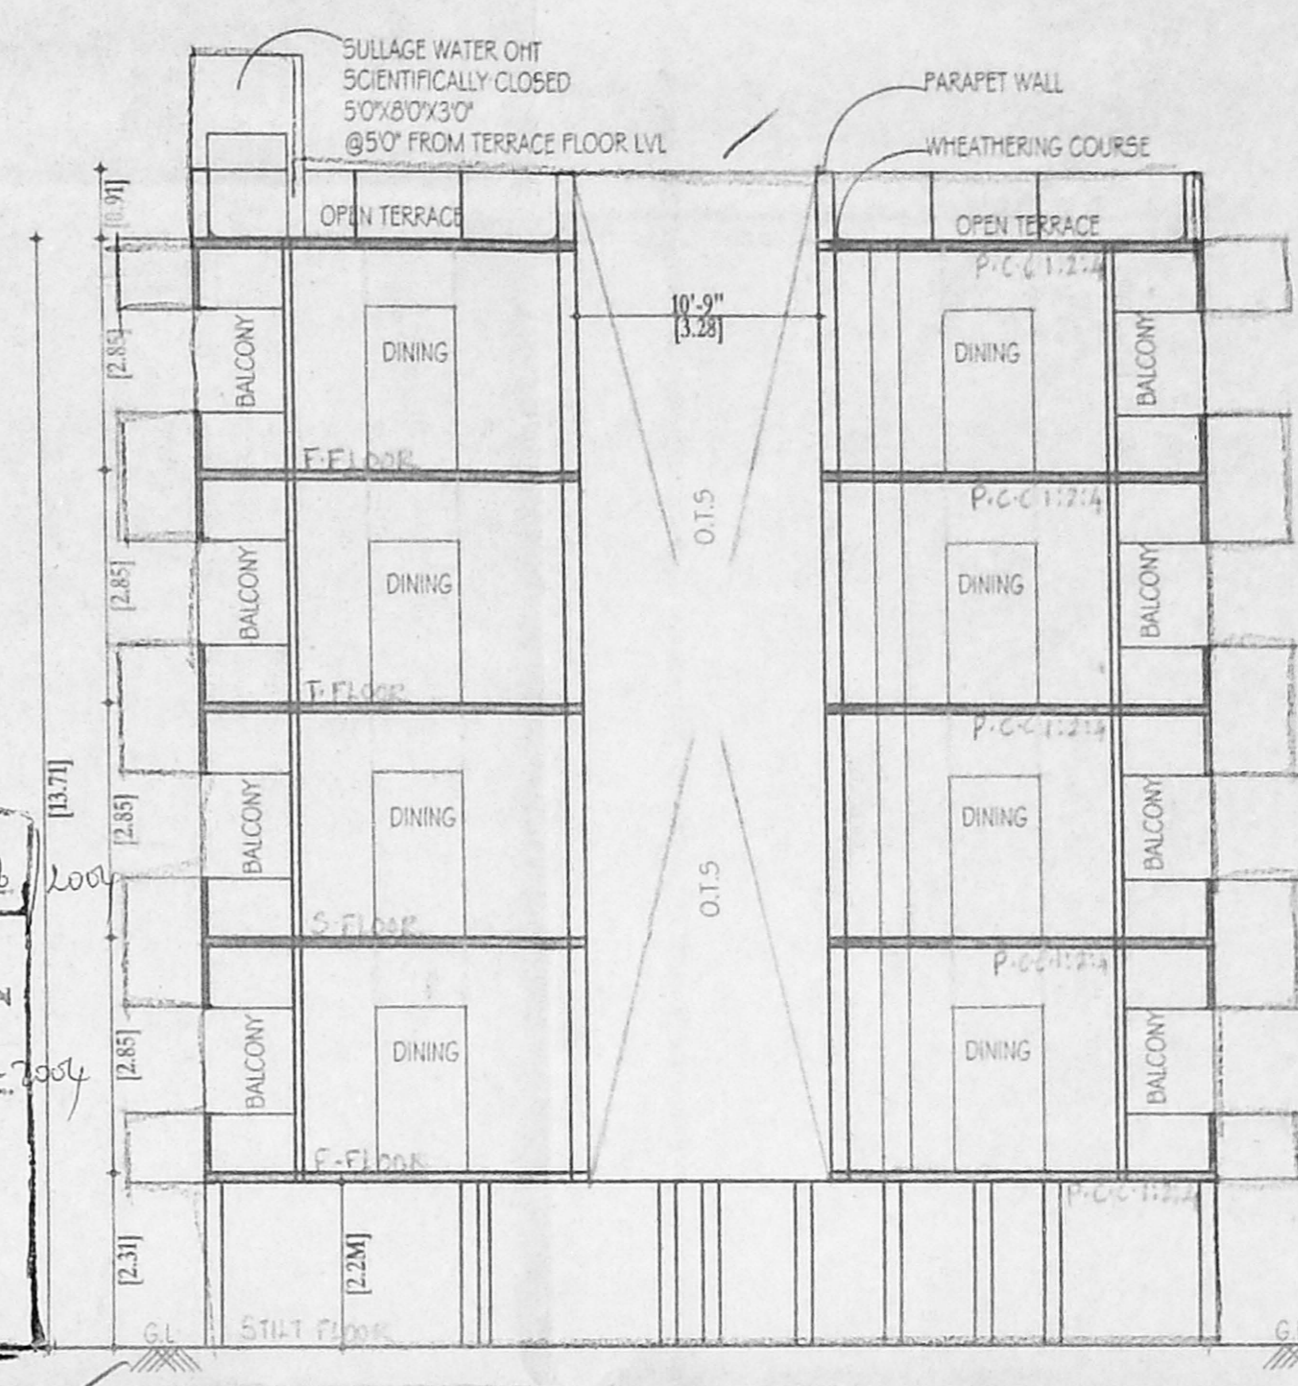 SULLAGE WATER OHT
SCIENTIFICALLY CLOSED
5'0"X8'0"X3'0"
@5'0" FROM TERRACE FLOOR LVL
PARAPET WALL
WHEATHERING COURSE
[0.91]
OPEN TERRACE
OPEN TERRACE
P.C.C 1:2:4
10'-9"
[3.28]
[2.85]
BALCONY
DINING
DINING
BALCONY
F.FLOOR
P.C.C 1:2:4
O.T.S
[2.85]
BALCONY
DINING
DINING
BALCONY
T.FLOOR
P.C.C 1:2:4
[13.71]
[2.85]
BALCONY
DINING
DINING
BALCONY
2004
O.T.S
S.FLOOR
P.C.C 1:2:4
[2.85]
BALCONY
DINING
DINING
BALCONY
2004
F-FLOOR
P.C.C 1:2:4
[2.31]
[2.2M]
G.L
STILT FLOOR
G.